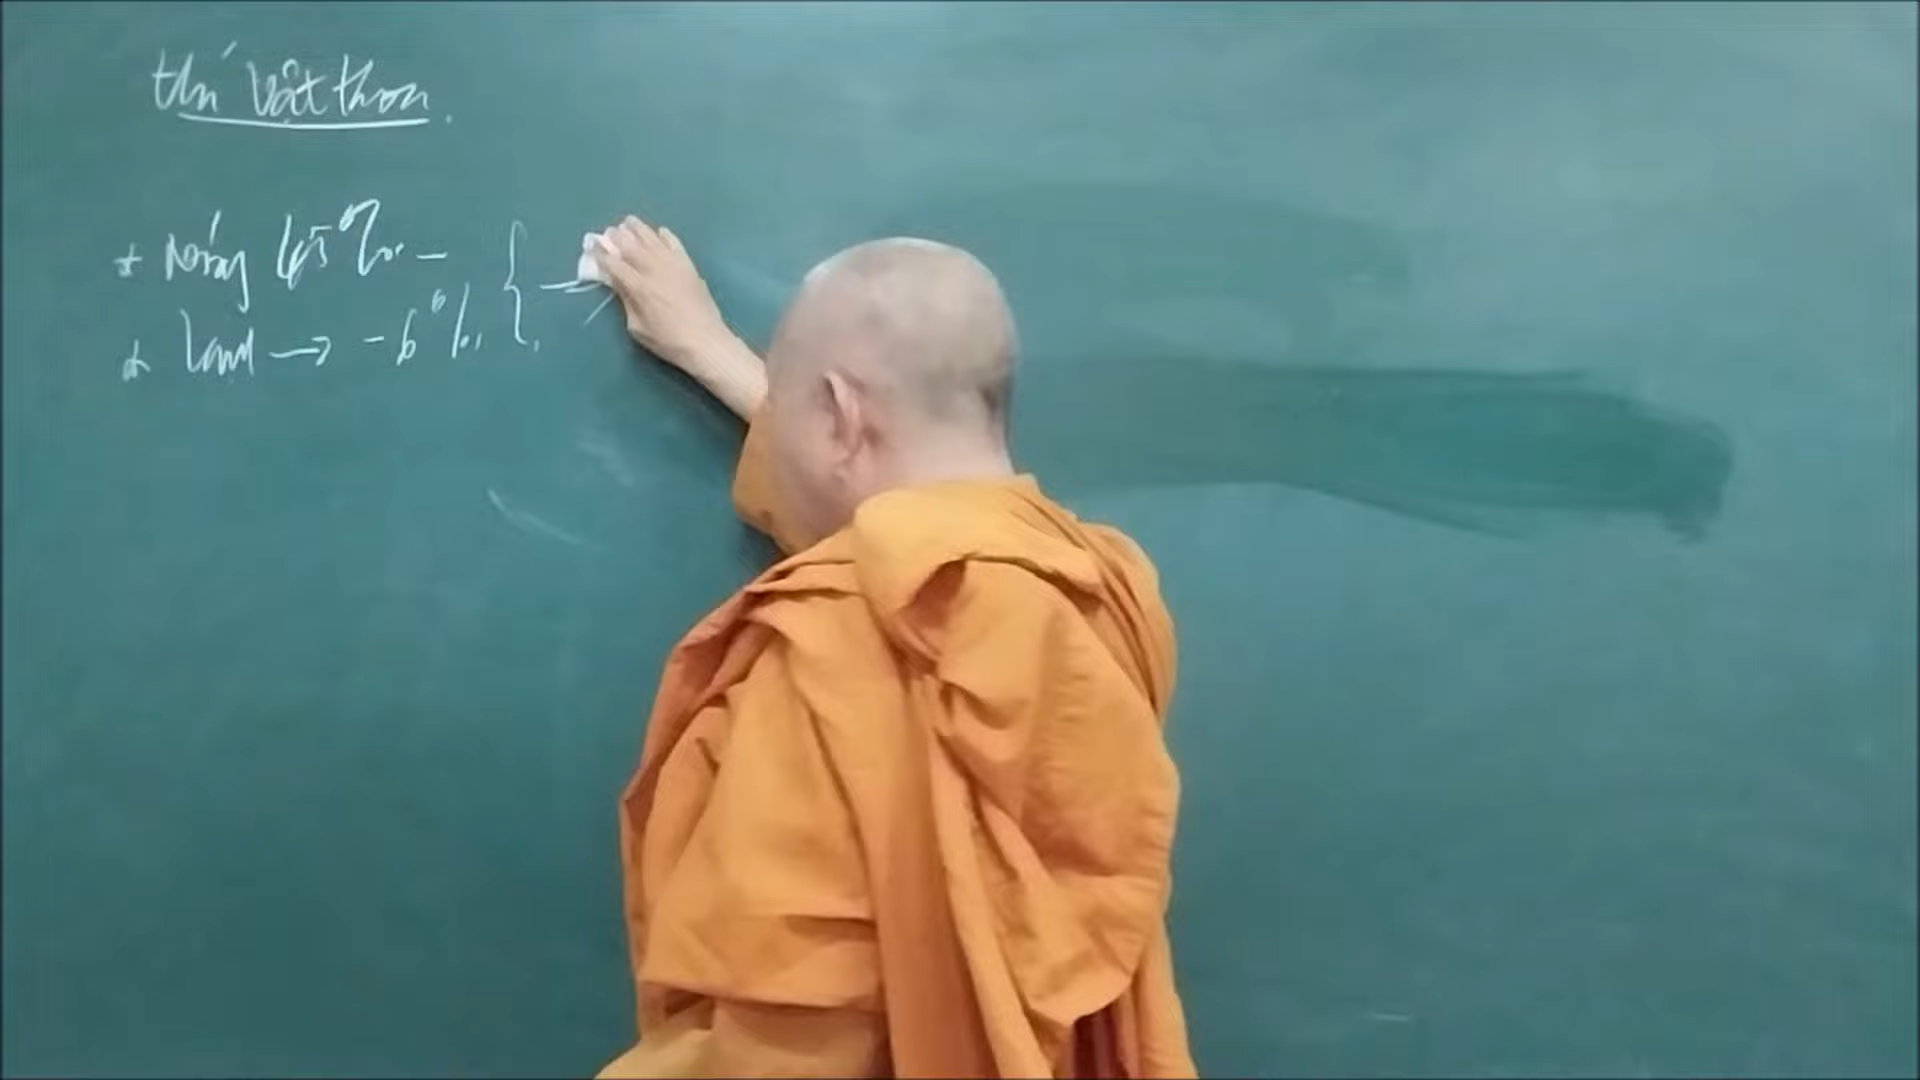 thí vật thơm.
+ Nóng 45 % –
+ Lạnh → -6 %.